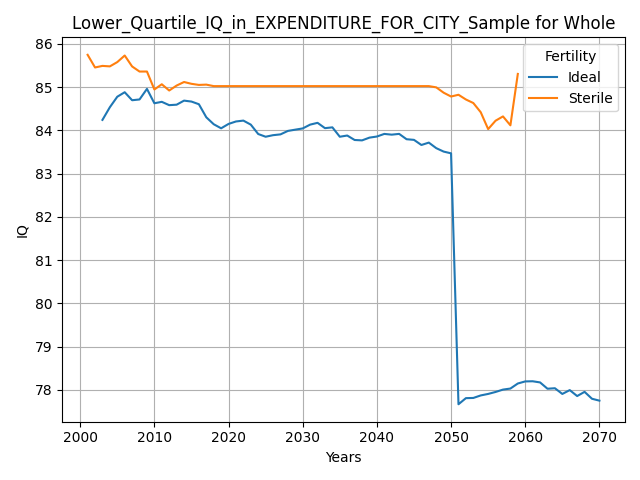 Lower_Quartile_IQ_in_EXPENDITURE_FOR_CITY_Sample for Whole
Fertility
Ideal
Sterile
86
85
84
83
82
81
80
79
78
IQ
2000 2010 2020 2030 2040 2050 2060 2070
Years